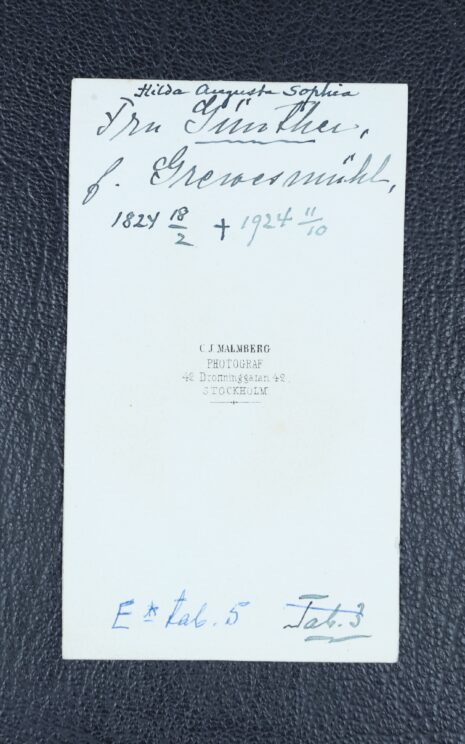 Hilda Augusta Sophia
Fru Günther,
f. Grewesmühl,
1824 18/2 + 1924 11/10
C J MALMBERG
PHOTOGRAF
42 Drottninggatan 42.
STOCKHOLM
E* tab. 5 Tab. 3